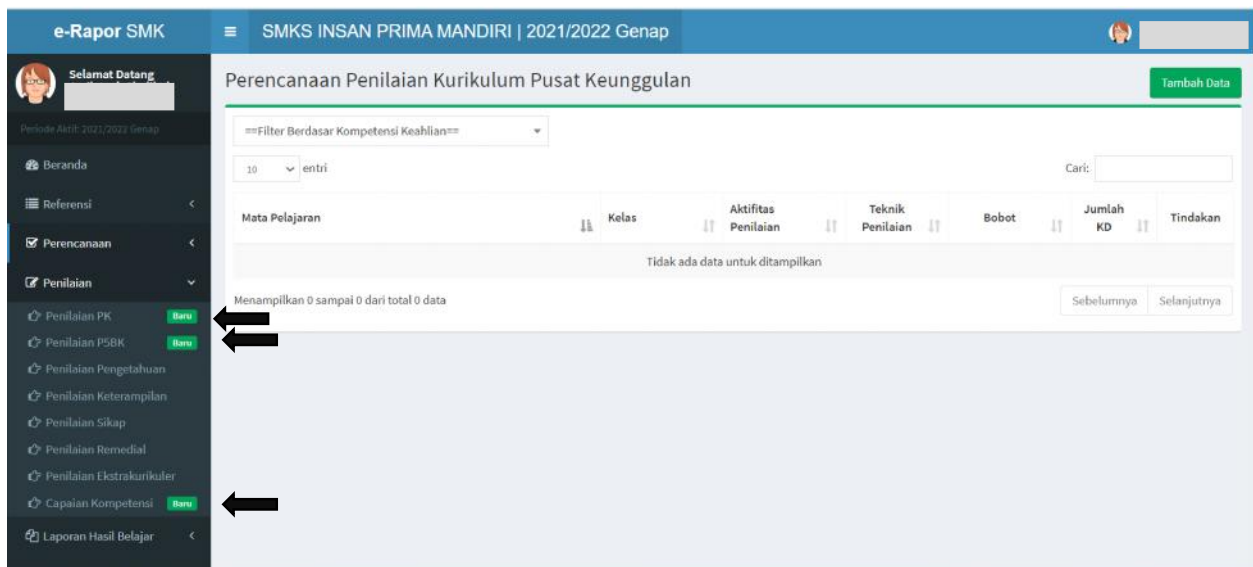 e-Rapor SMK
SMKS INSAN PRIMA MANDIRI | 2021/2022 Genap
Selamat Datang
Periode Aktif: 2021/2022 Genap
Beranda
Referensi
Perencanaan
Penilaian
Penilaian PK Baru
Penilaian P5BK Baru
Penilaian Pengetahuan
Penilaian Keterampilan
Penilaian Sikap
Penilaian Remedial
Penilaian Ekstrakurikuler
Capaian Kompetensi Baru
Laporan Hasil Belajar
Perencanaan Penilaian Kurikulum Pusat Keunggulan
Tambah Data
==Filter Berdasar Kompetensi Keahlian==
10 entri
Cari:
Mata Pelajaran
Kelas
Aktifitas
Penilaian
Teknik
Penilaian
Bobot
Jumlah
KD
Tindakan
Tidak ada data untuk ditampilkan
Menampilkan 0 sampai 0 dari total 0 data
Sebelumnya Selanjutnya